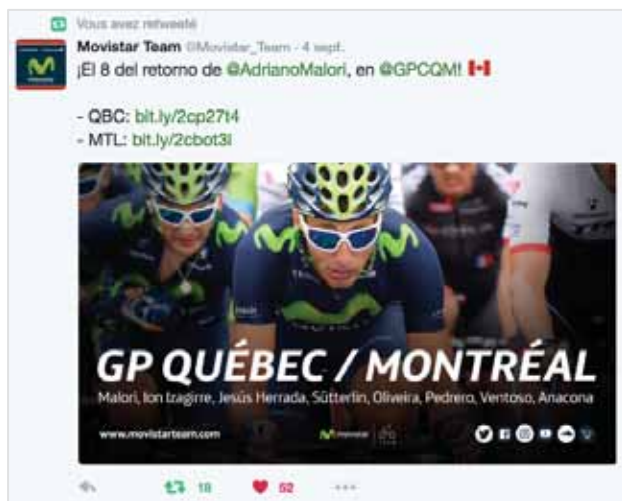 Vous avez retweeté
Movistar Team @Movistar_Team - 4 sept.
¡El 8 del retorno de @AdrianoMalori, en @GPCQM!
- QBC: bit.ly/2cp27t4
- MTL: bit.ly/2cbot3l
GP QUÉBEC / MONTRÉAL
Malori, Ion Izagirre, Jesús Herrada, Sütterlin, Oliveira, Pedrero, Ventoso, Anacona
www.movistarteam.com
movistar
18
52